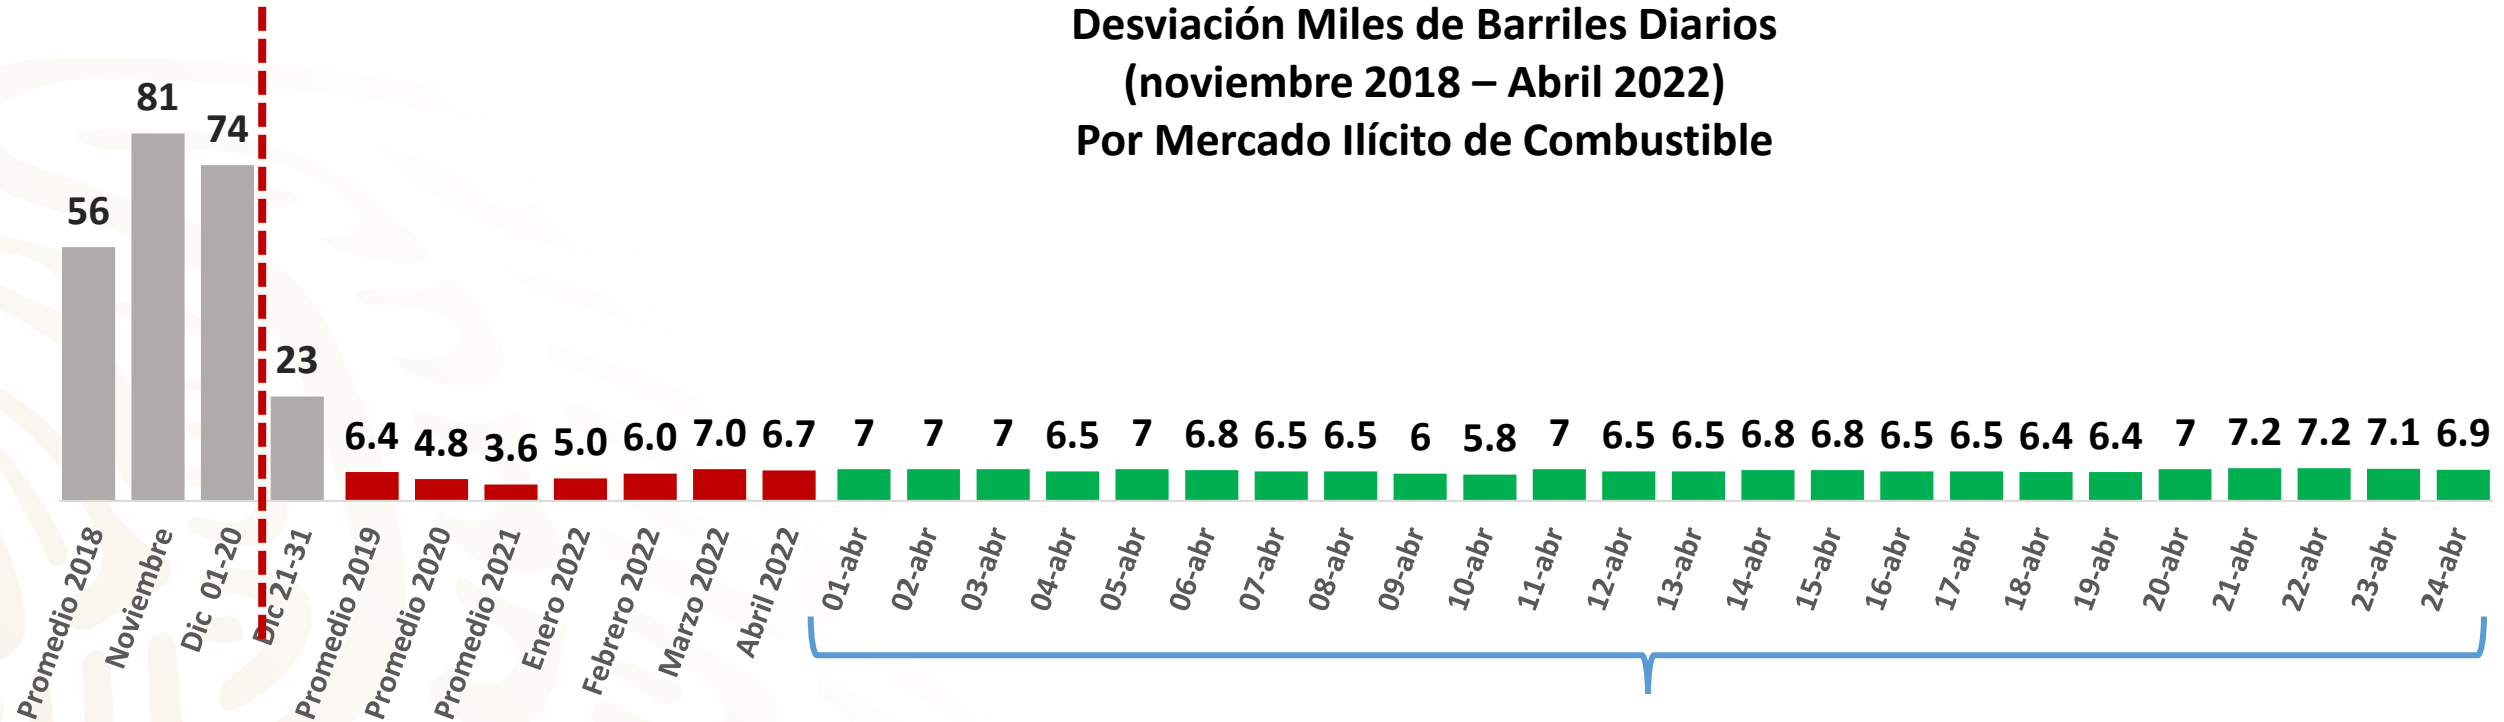 Desviación Miles de Barriles Diarios
(noviembre 2018 – Abril 2022)
Por Mercado Ilícito de Combustible
56
81
74
23
6.4
4.8
3.6
5.0
6.0
7.0
6.7
7
7
7
6.5
7
6.8
6.5
6.5
6
5.8
7
6.5
6.5
6.8
6.8
6.5
6.5
6.4
6.4
7
7.2
7.2
7.1
6.9
Promedio 2018
Noviembre
Dic 01-20
Dic 21-31
Promedio 2019
Promedio 2020
Promedio 2021
Enero 2022
Febrero 2022
Marzo 2022
Abril 2022
01-abr
02-abr
03-abr
04-abr
05-abr
06-abr
07-abr
08-abr
09-abr
10-abr
11-abr
12-abr
13-abr
14-abr
15-abr
16-abr
17-abr
18-abr
19-abr
20-abr
21-abr
22-abr
23-abr
24-abr